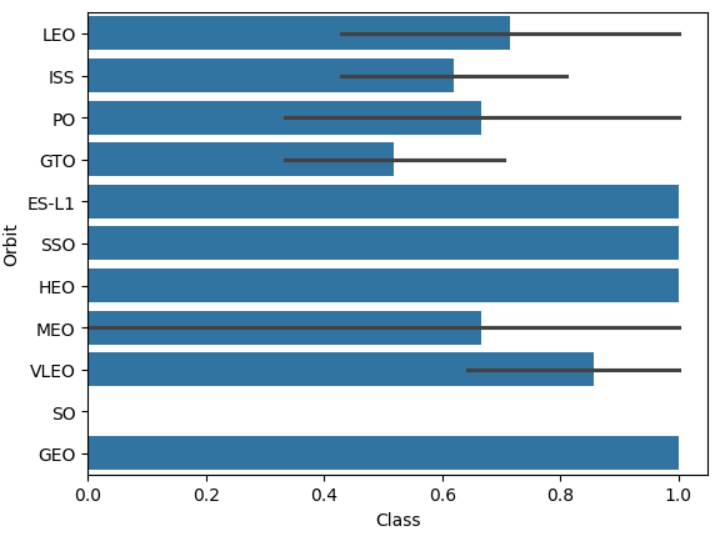 LEO
ISS
PO
GTO
ES-L1
SSO
HEO
MEO
VLEO
SO
GEO
Orbit
0.0 0.2 0.4 0.6 0.8 1.0
Class